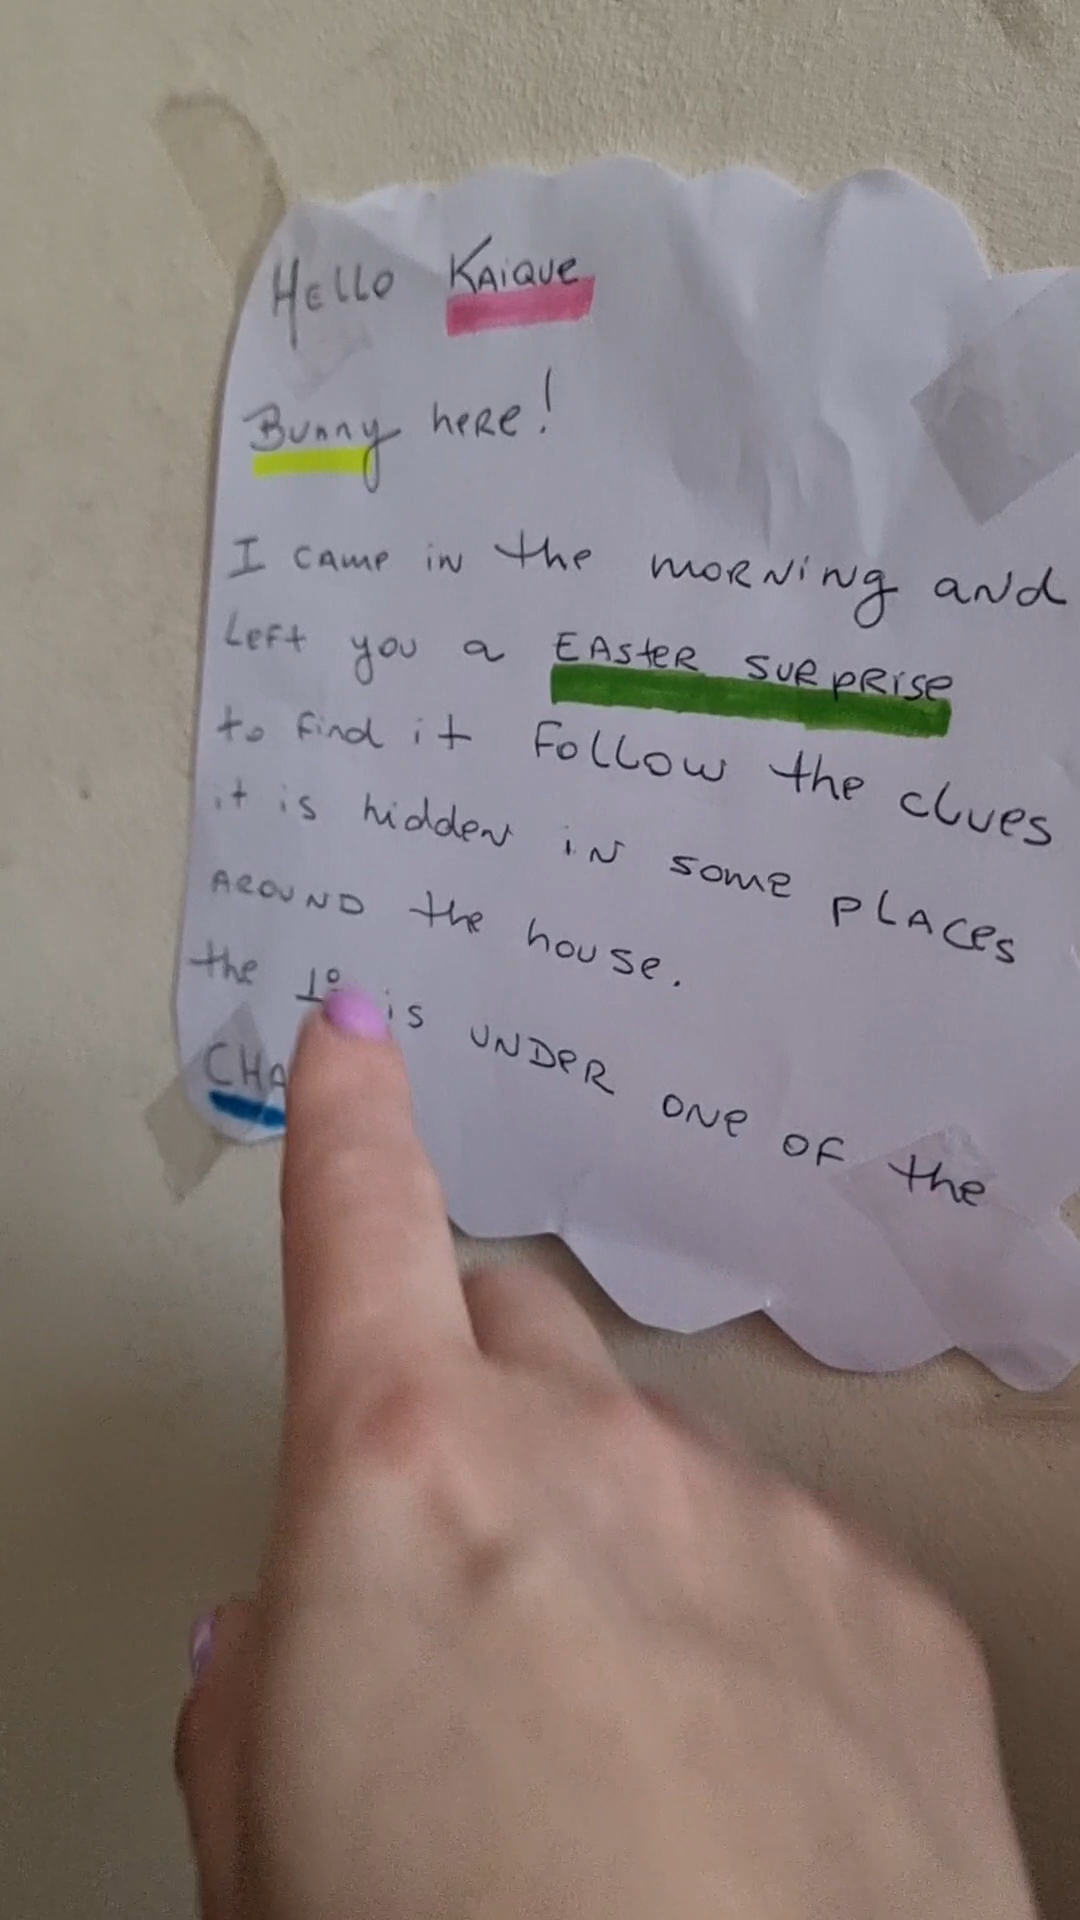 HELLO KAiQUE
BUNNY heRE!
I CAME iN the MORNiNg aNd
LEFt you a EAStER SURPRISE
to find it Follow the clues
it is hidden iN some pLACes
AROUND the house.
the 1º is UNDER ONe OF the